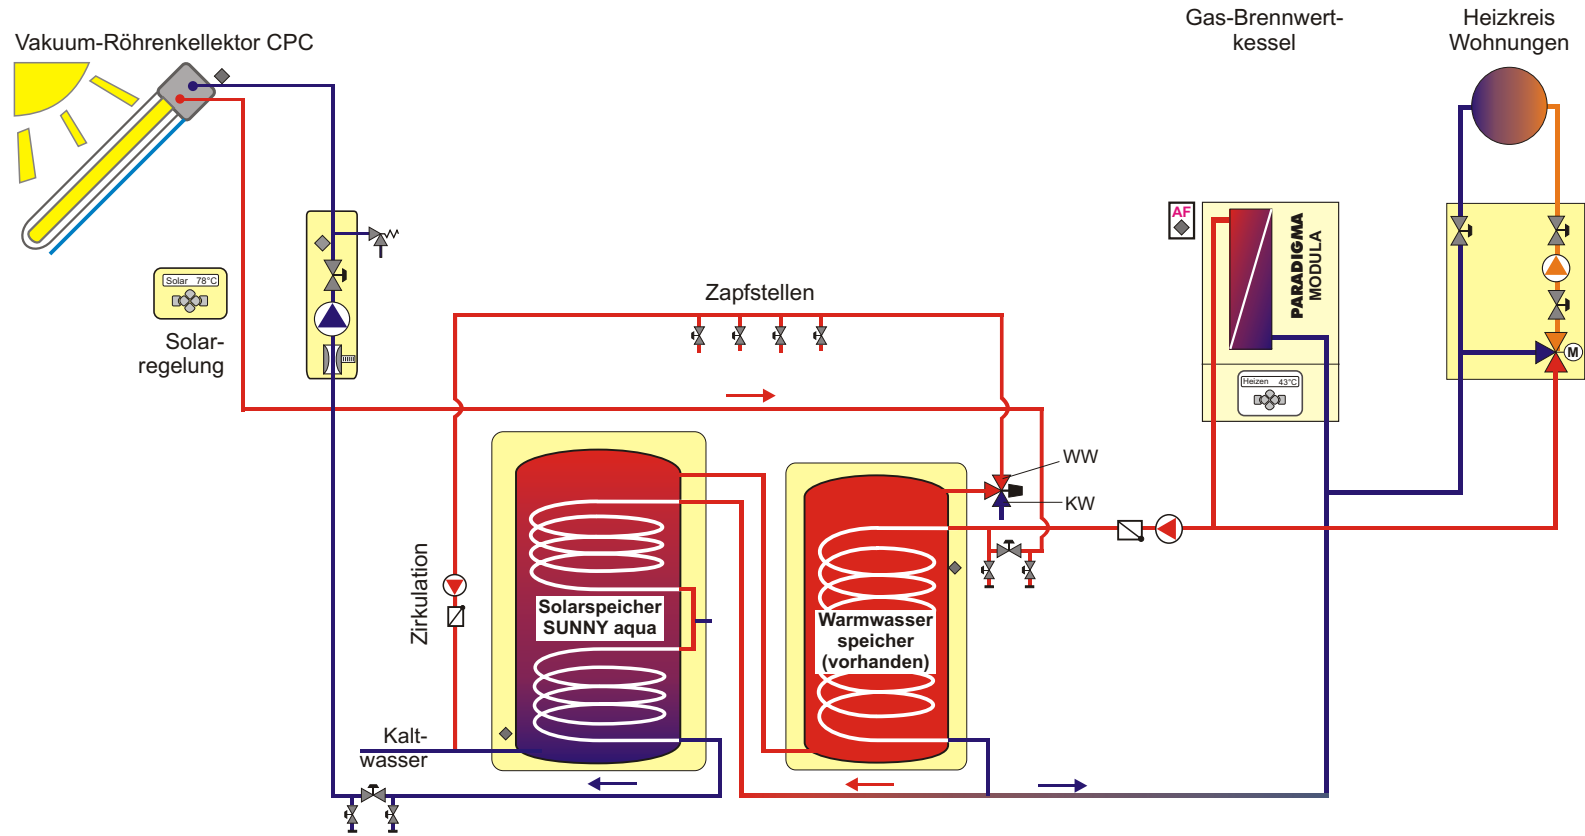 Vakuum-Röhrenkellektor CPC
Gas-Brennwert-
kessel
Heizkreis
Wohnungen
AF
PARADIGMA
MODULA
Solar 78°C
Solar-
regelung
Zapfstellen
M
Heizen 43°C
WW
KW
Zirkulation
Solarspeicher
SUNNY aqua
Warmwasser
speicher
(vorhanden)
Kalt-
wasser